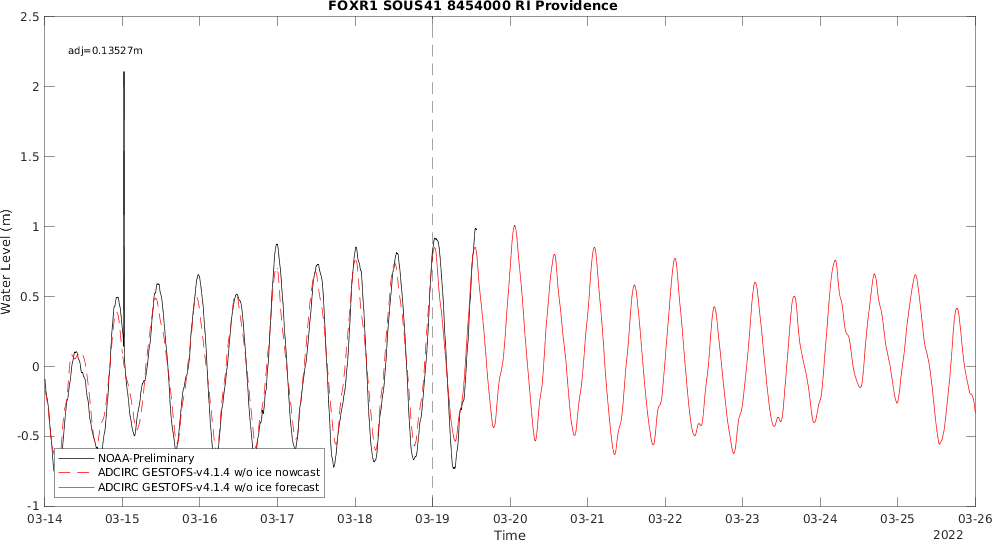 FOXR1 SOUS41 8454000 RI Providence
adj=0.13527m
2.5
2
1.5
1
0.5
0
-0.5
-1
Water Level (m)
NOAA-Preliminary
ADCIRC GESTOFS-v4.1.4 w/o ice nowcast
ADCIRC GESTOFS-v4.1.4 w/o ice forecast
03-14 03-15 03-16 03-17 03-18 03-19 03-20 03-21 03-22 03-23 03-24 03-25 03-26
Time
2022